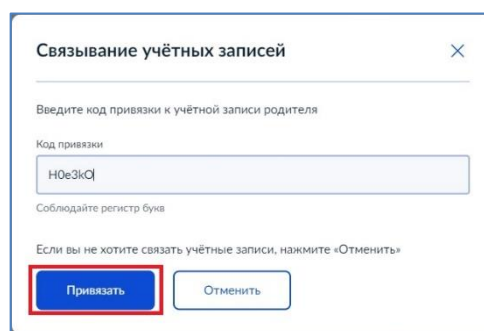 Связывание учётных записей
Введите код привязки к учётной записи родителя
Код привязки
H0e3kO
Соблюдайте регистр букв
Если вы не хотите связать учётные записи, нажмите «Отменить»
Привязать
Отменить